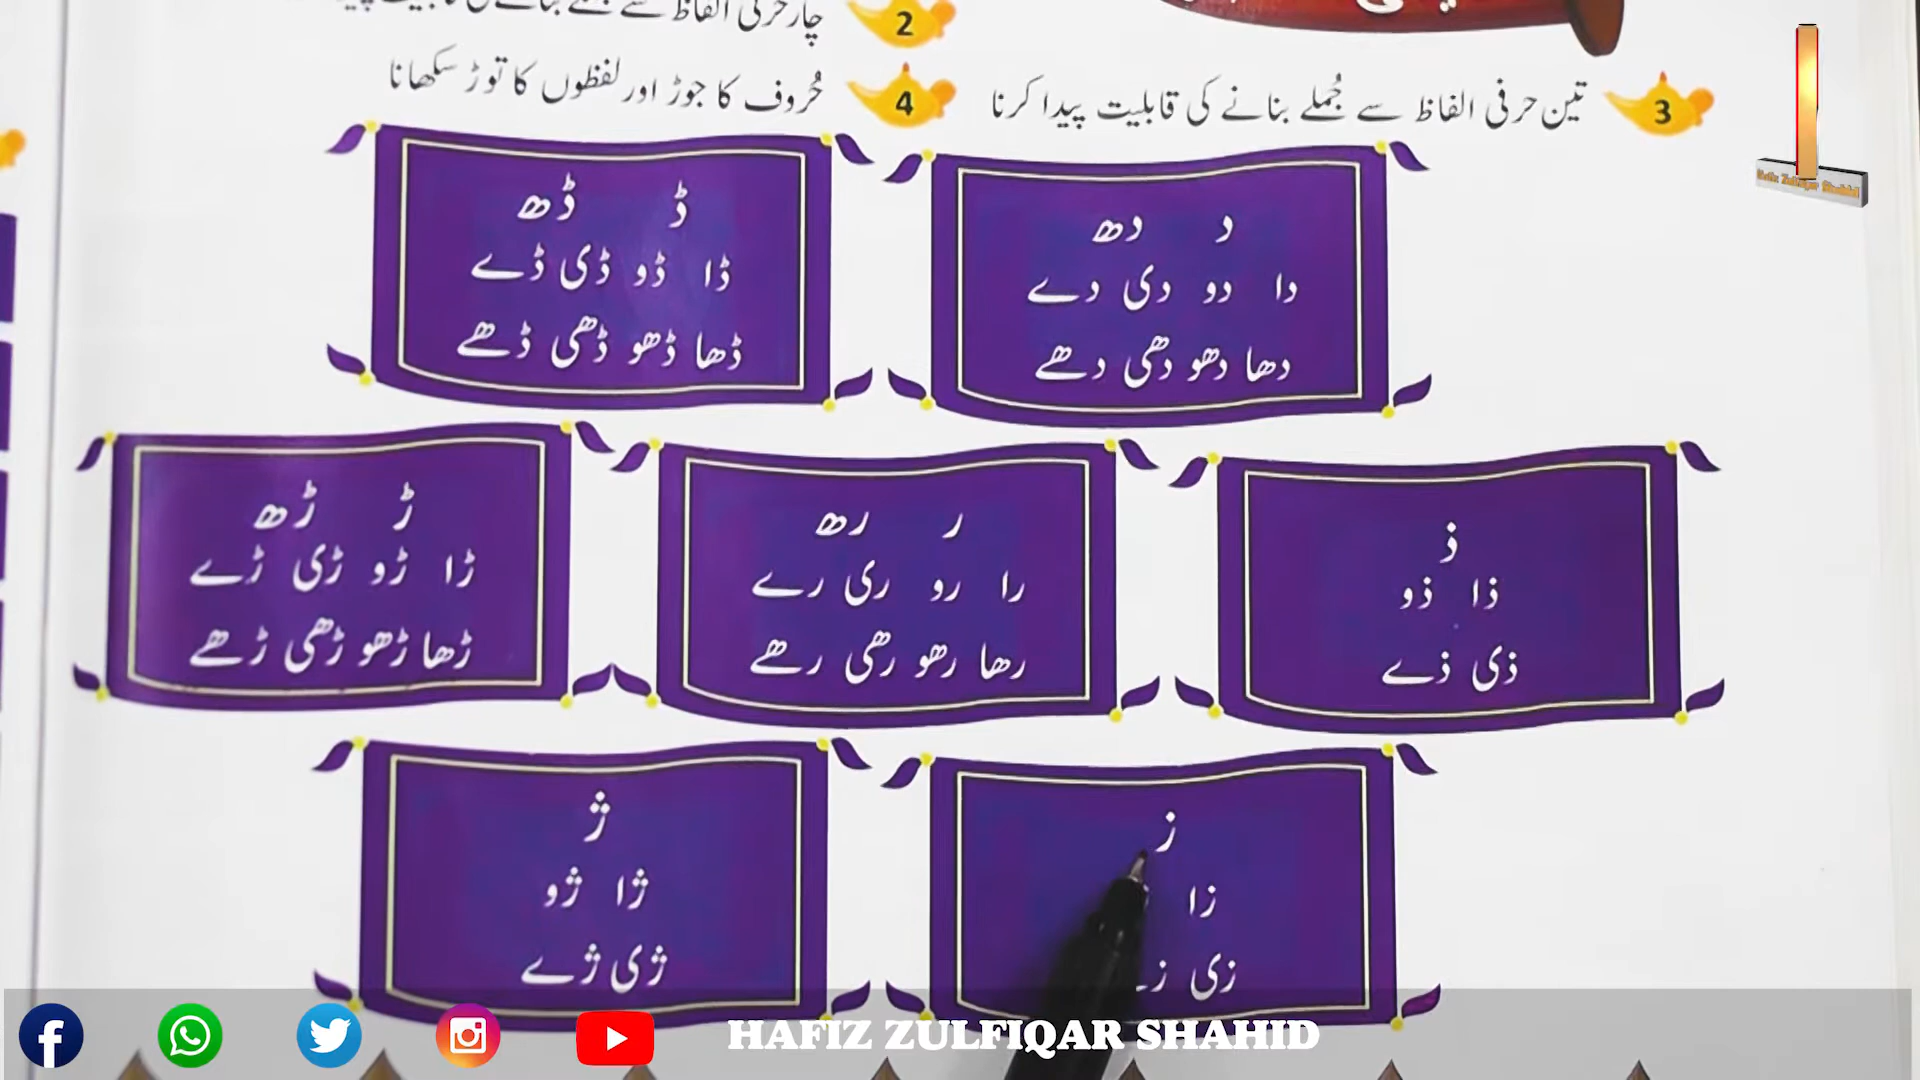 2 چار حرفی الفاظ سے جملے بنانے کی قابلیت
3 تین حرفی الفاظ سے جُملے بنانے کی قابلیت پیدا کرنا
4 حُروف کا جوڑ اور لفظوں کا توڑ سکھانا
د دھ
دا دو دی دے
دھا دھو دھی دھے
ڈ ڈھ
ڈا ڈو ڈی ڈے
ڈھا ڈھو ڈھی ڈھے
ذ
ذا ذو
ذی ذے
ر رھ
را رو ری رے
رھا رھو رھی رھے
ڑ ڑھ
ڑا ڑو ڑی ڑے
ڑھا ڑھو ڑھی ڑھے
ز
زا
زی
ژ
ژا ژو
ژی ژے
Hafiz Zulfiqar Shahid
HAFIZ ZULFIQAR SHAHID